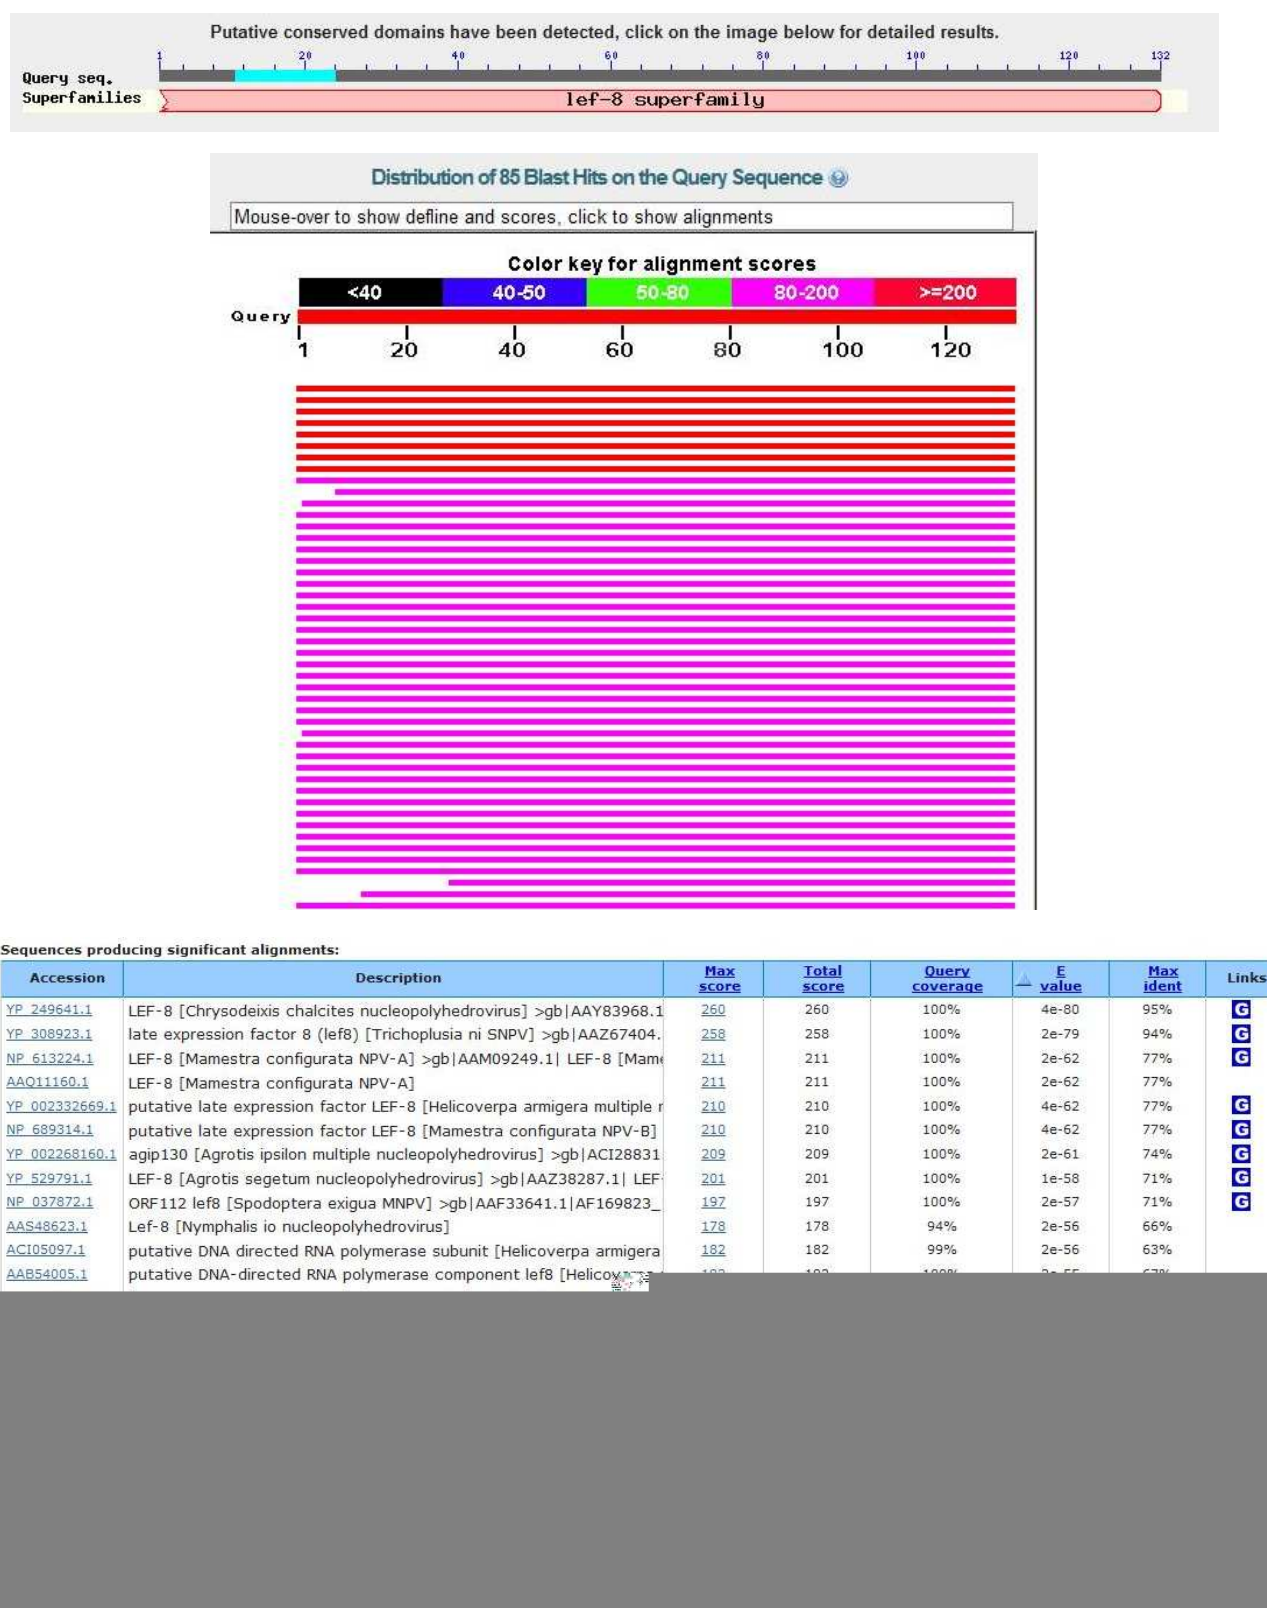 Putative conserved domains have been detected, click on the image below for detailed results.
1 20 40 60 80 100 120 132
Query seq.
Superfamilies lef-8 superfamily
Distribution of 85 Blast Hits on the Query Sequence
Mouse-over to show defline and scores, click to show alignments
Color key for alignment scores
<40 40-50 50-80 80-200 >=200
Query
1 20 40 60 80 100 120
Sequences producing significant alignments:
Accession Description Max score Total score Query coverage E value Max ident Links
YP_249641.1 LEF-8 [Chrysodeixis chalcites nucleopolyhedrovirus] >gb|AAY83968.1 260 260 100% 4e-80 95% G
YP_308923.1 late expression factor 8 (lef8) [Trichoplusia ni SNPV] >gb|AAZ67404. 258 258 100% 2e-79 94% G
NP_613224.1 LEF-8 [Mamestra configurata NPV-A] >gb|AAM09249.1| LEF-8 [Mame 211 211 100% 2e-62 77% G
AAQ11160.1 LEF-8 [Mamestra configurata NPV-A] 211 211 100% 2e-62 77%
YP_002332669.1 putative late expression factor LEF-8 [Helicoverpa armigera multiple 210 210 100% 4e-62 77% G
NP_689314.1 putative late expression factor LEF-8 [Mamestra configurata NPV-B] 210 210 100% 4e-62 77% G
YP_002268160.1 agip130 [Agrotis ipsilon multiple nucleopolyhedrovirus] >gb|ACI28831 209 209 100% 2e-61 74% G
YP_529791.1 LEF-8 [Agrotis segetum nucleopolyhedrovirus] >gb|AAZ38287.1| LEF- 201 201 100% 1e-58 71% G
NP_037872.1 ORF112 lef8 [Spodoptera exigua MNPV] >gb|AAF33641.1|AF169823_ 197 197 100% 2e-57 71% G
AAS48623.1 Lef-8 [Nymphalis io nucleopolyhedrovirus] 178 178 94% 2e-56 66%
ACI05097.1 putative DNA directed RNA polymerase subunit [Helicoverpa armigera 182 182 99% 2e-56 63%
AAB54005.1 putative DNA-directed RNA polymerase component lef8